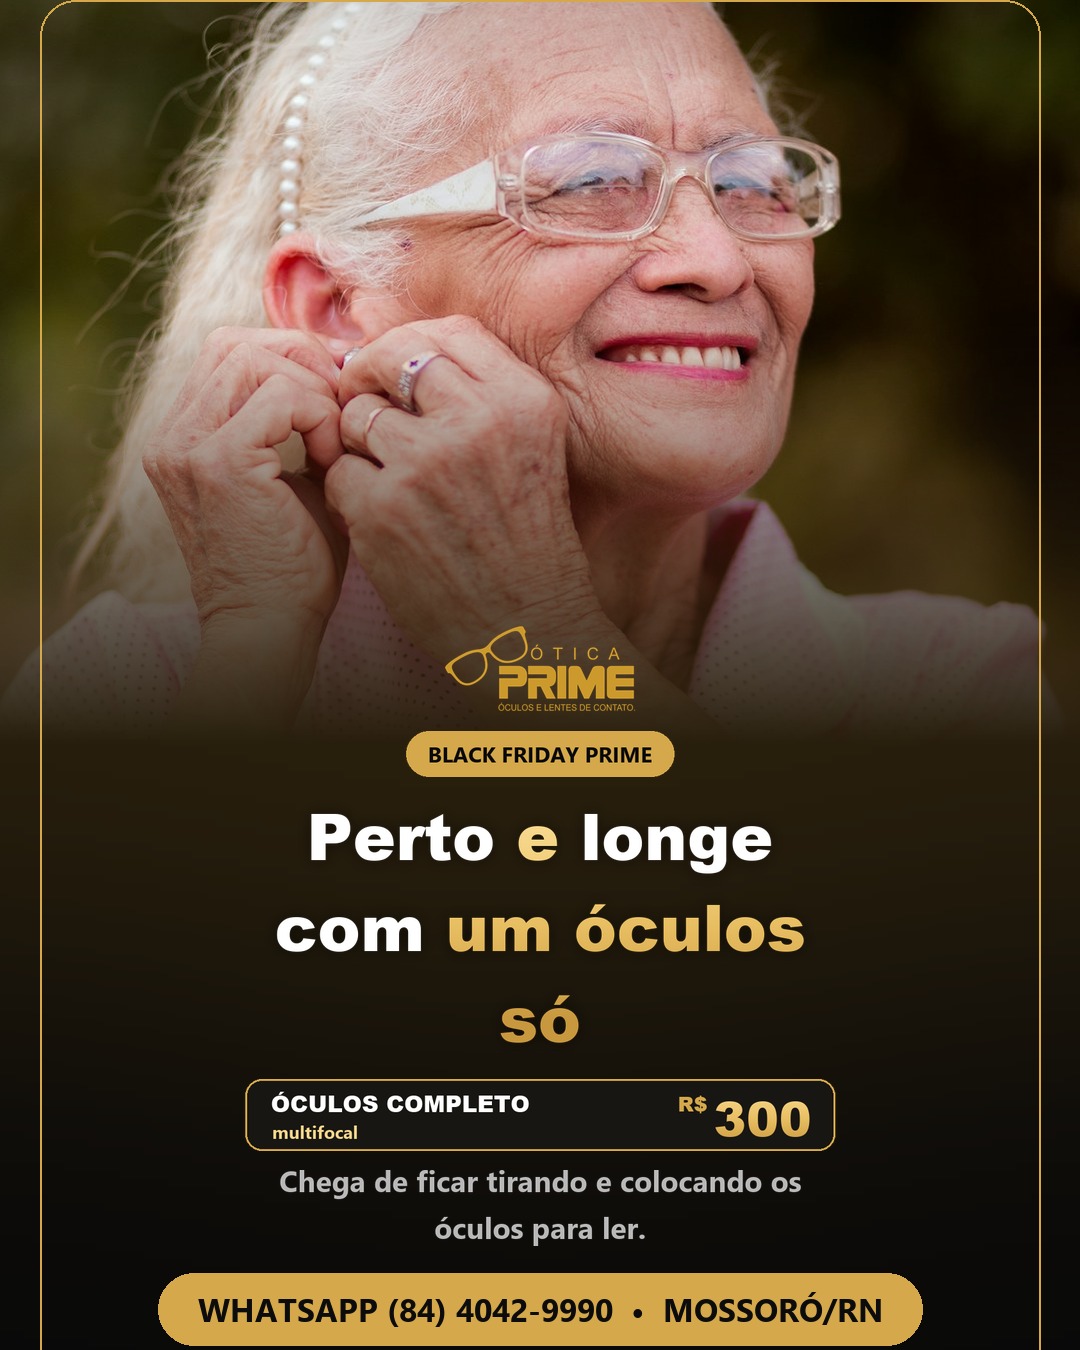 ÓTICA
PRIME
ÓCULOS E LENTES DE CONTATO.
BLACK FRIDAY PRIME
Perto e longe
com um óculos
só
ÓCULOS COMPLETO
multifocal
R$ 300
Chega de ficar tirando e colocando os
óculos para ler.
WHATSAPP (84) 4042-9990 • MOSSORÓ/RN